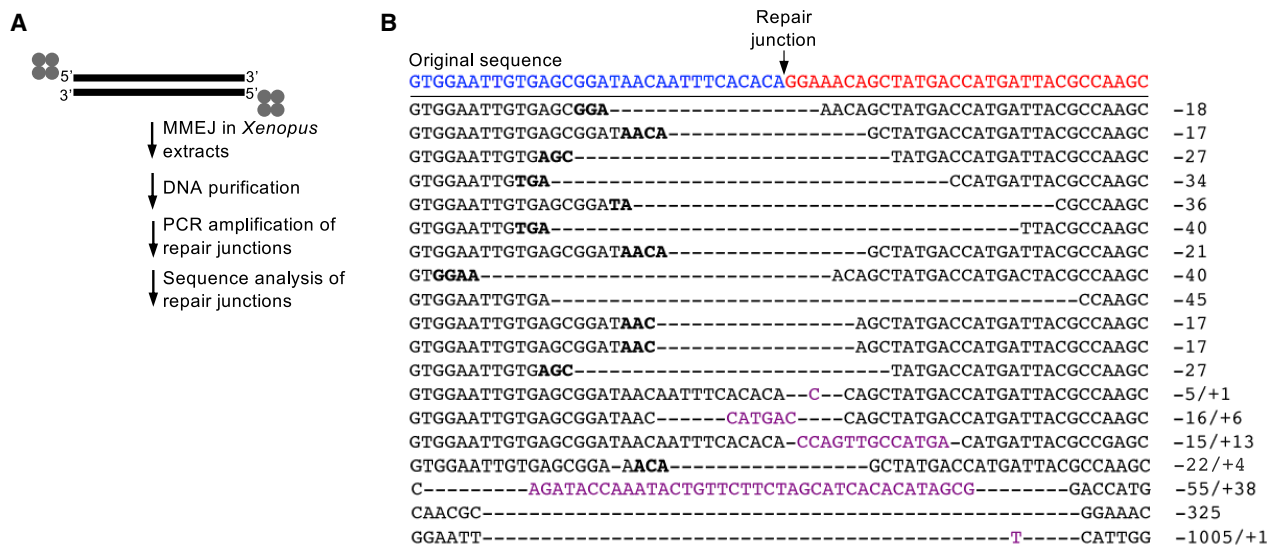 A
5' 3'
3' 5'
MMEJ in Xenopus
extracts
DNA purification
PCR amplification of
repair junctions
Sequence analysis of
repair junctions
B
Repair
junction
Original sequence
GTGGAATTGTGAGCGGATAACAATTTCACACAGGAAACAGCTATGACCATGATTACGCCAAGC
GTGGAATTGTGAGCGGA------------------AACAGCTATGACCATGATTACGCCAAGC -18
GTGGAATTGTGAGCGGATAACA-----------------GCTATGACCATGATTACGCCAAGC -17
GTGGAATTGTGAGC---------------------------TATGACCATGATTACGCCAAGC -27
GTGGAATTGTGA----------------------------------CCATGATTACGCCAAGC -34
GTGGAATTGTGAGCGGATA------------------------------------CGCCAAGC -36
GTGGAATTGTGA----------------------------------------TTACGCCAAGC -40
GTGGAATTGTGAGCGGATAACA-----------------GCTATGACCATGATTACGCCAAGC -21
GTGGAA------------------------------ACAGCTATGACCATGACTACGCCAAGC -40
GTGGAATTGTGA---------------------------------------------CCAAGC -45
GTGGAATTGTGAGCGGATAAC-----------------AGCTATGACCATGATTACGCCAAGC -17
GTGGAATTGTGAGCGGATAAC-----------------AGCTATGACCATGATTACGCCAAGC -17
GTGGAATTGTGAGC---------------------------TATGACCATGATTACGCCAAGC -27
GTGGAATTGTGAGCGGATAACAATTTCACACA--C--CAGCTATGACCATGATTACGCCAAGC -5/+1
GTGGAATTGTGAGCGGATAAC------CATGAC----CAGCTATGACCATGATTACGCCAAGC -16/+6
GTGGAATTGTGAGCGGATAACAATTTCACACA-CCAGTTGCCATGA-CATGATTACGCCGAGC -15/+13
GTGGAATTGTGAGCGGA-AACA-----------------GCTATGACCATGATTACGCCAAGC -22/+4
C---------AGATACCAAATACTGTTCTTCTAGCATCACACATAGCG--------GACCATG -55/+38
CAACGC---------------------------------------------------GGAAAC -325
GGAATT---------------------------------------------T-----CATTGG -1005/+1